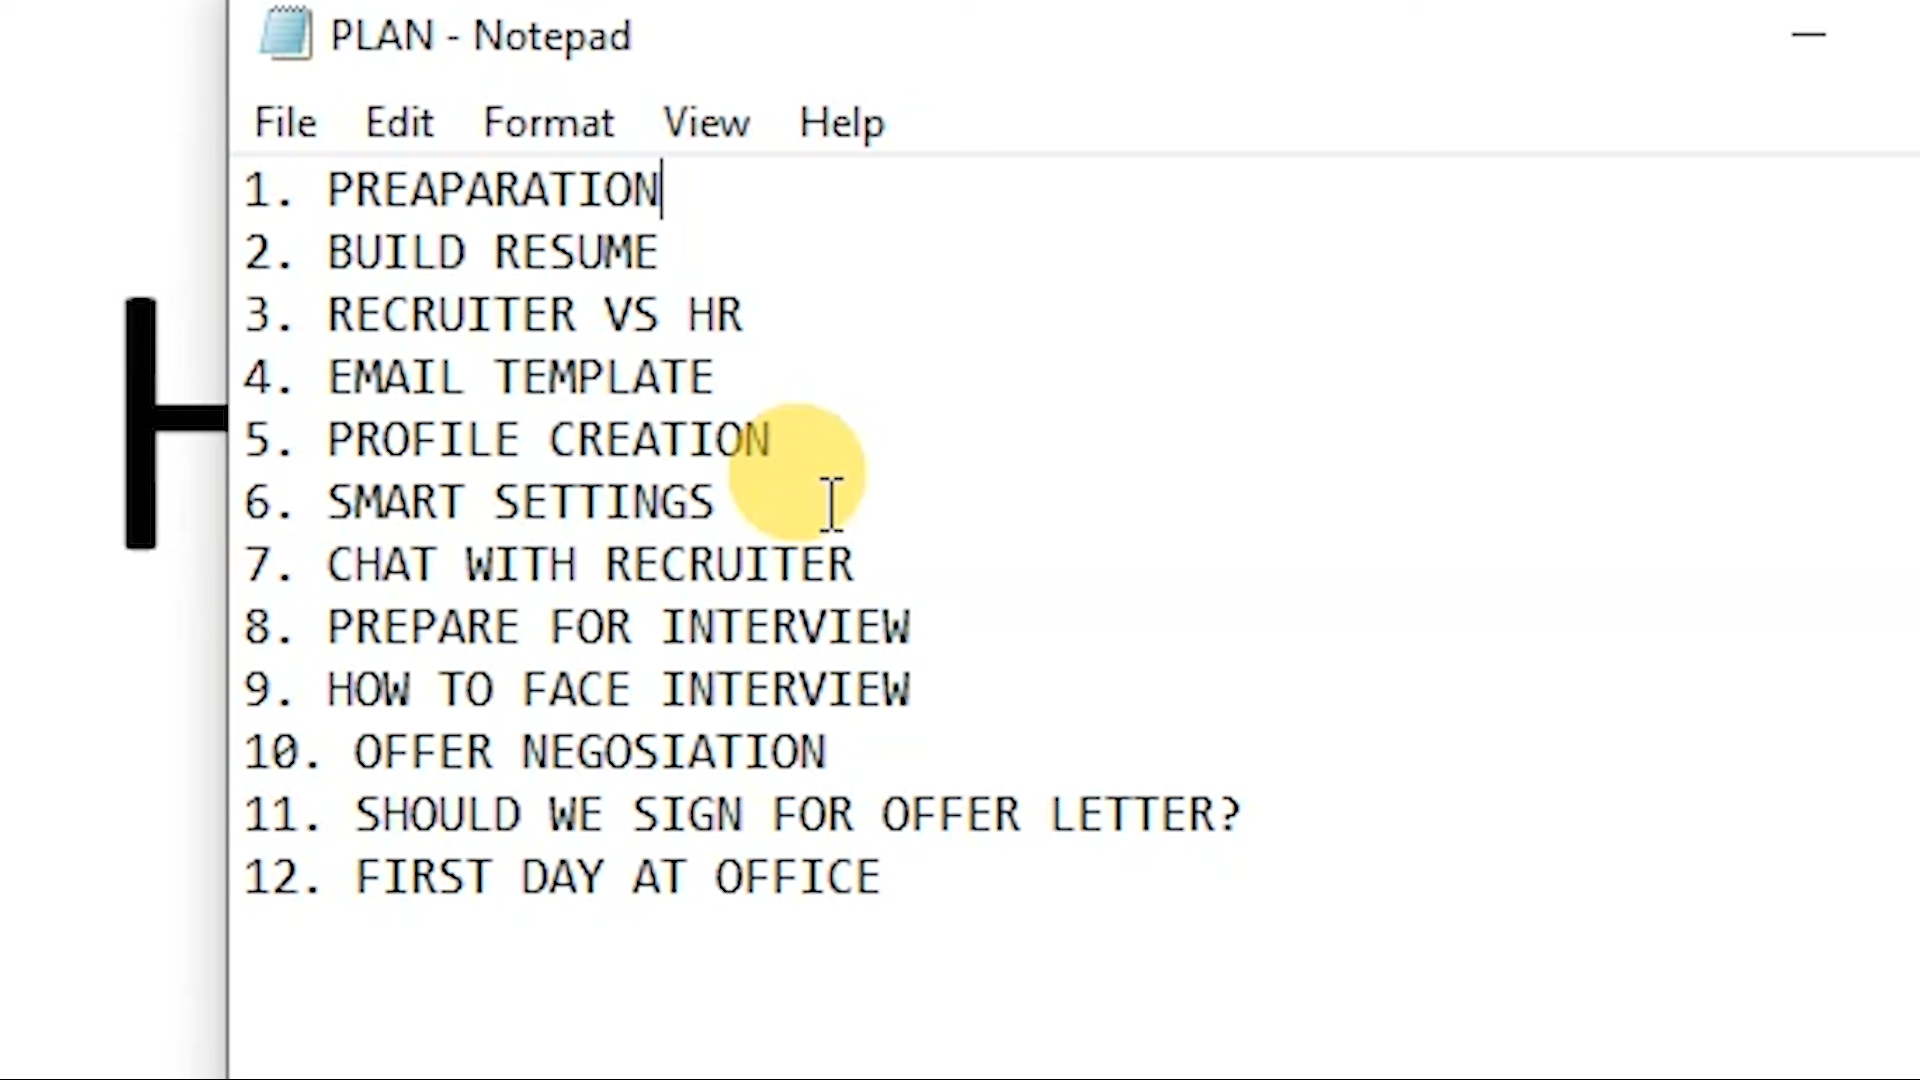 PLAN - Notepad
File Edit Format View Help
1. PREAPARATION
2. BUILD RESUME
3. RECRUITER VS HR
4. EMAIL TEMPLATE
5. PROFILE CREATION
6. SMART SETTINGS
7. CHAT WITH RECRUITER
8. PREPARE FOR INTERVIEW
9. HOW TO FACE INTERVIEW
10. OFFER NEGOSIATION
11. SHOULD WE SIGN FOR OFFER LETTER?
12. FIRST DAY AT OFFICE